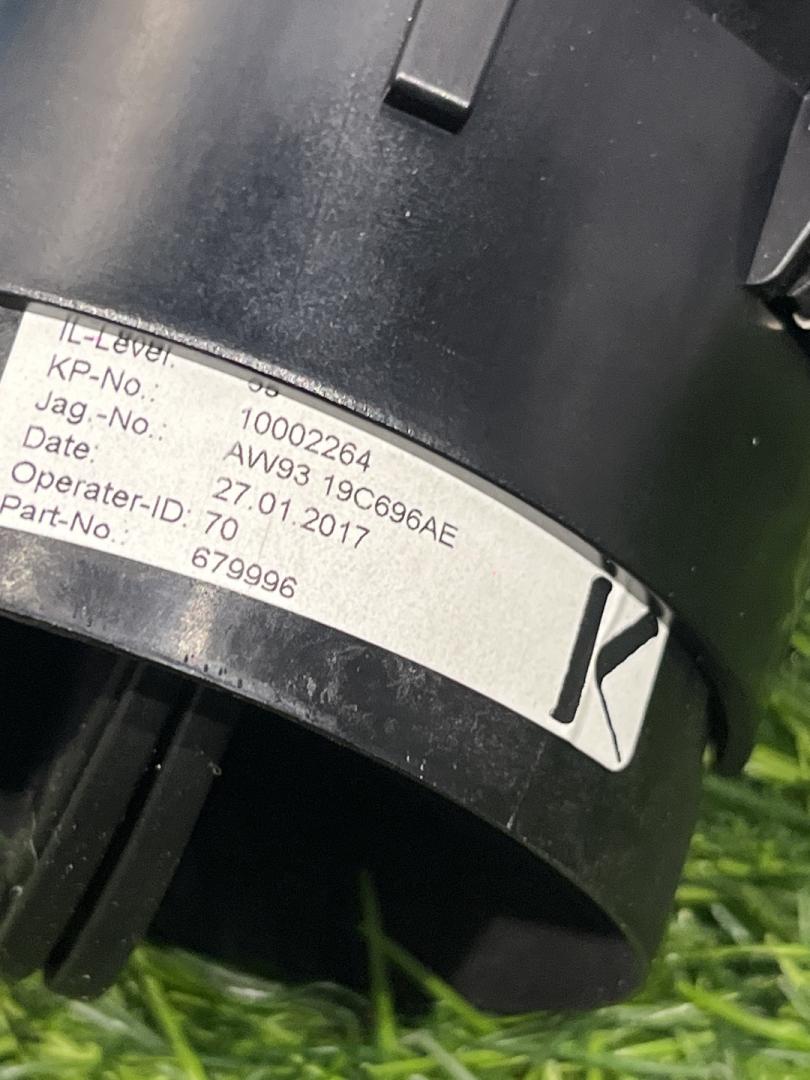 IL-Level:
KP-No.: 10002264
Jag.-No.: AW93 19C696AE
Date: 27.01.2017
Operater-ID: 70
Part-No.: 679996
K